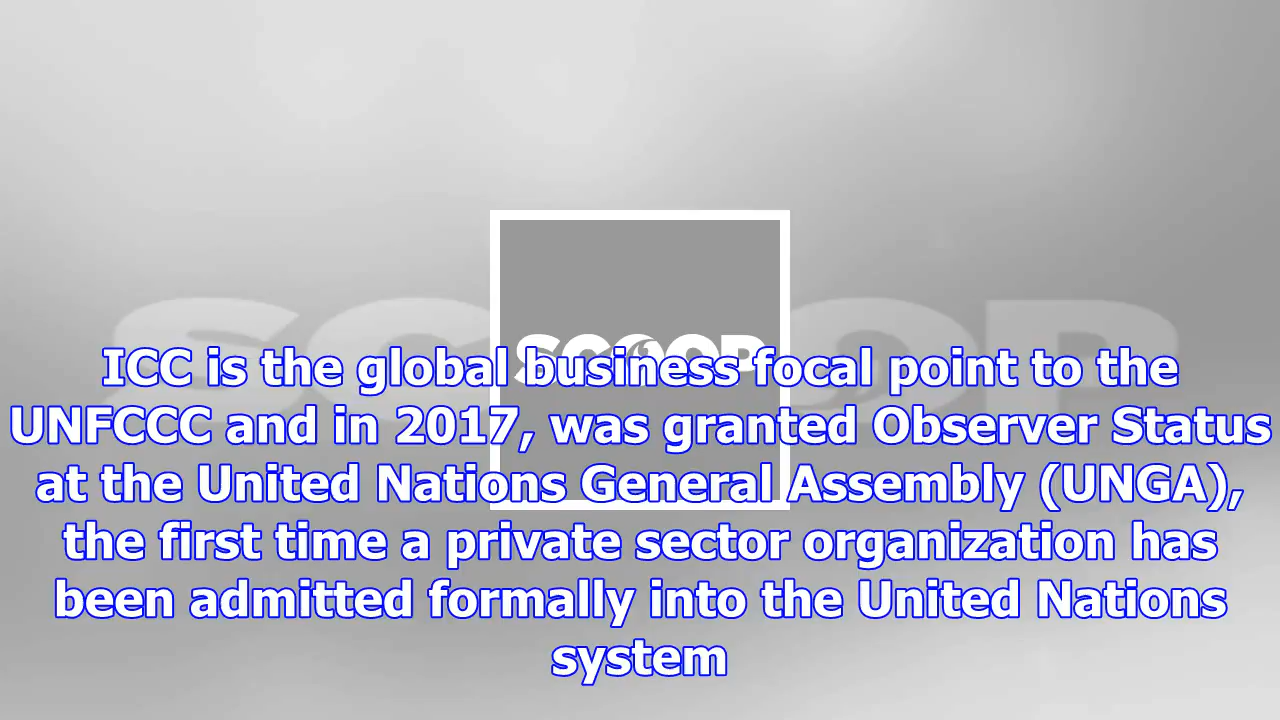 SCOOP
SCOOP
ICC is the global business focal point to the
UNFCCC and in 2017, was granted Observer Status
at the United Nations General Assembly (UNGA),
the first time a private sector organization has
been admitted formally into the United Nations
system